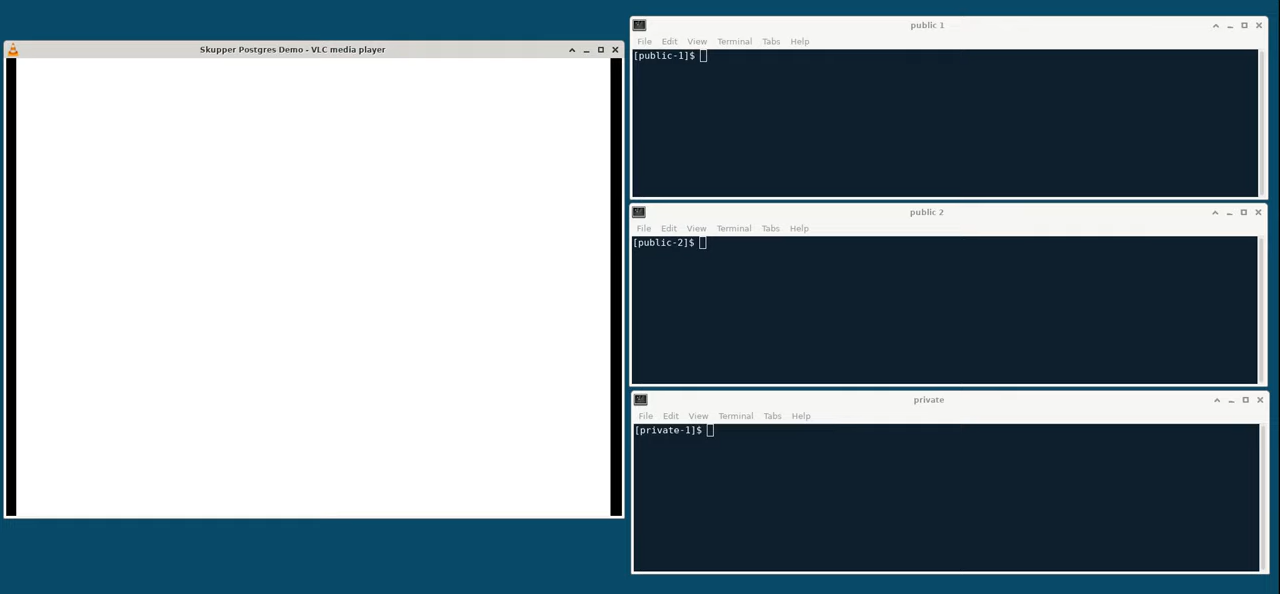 Skupper Postgres Demo - VLC media player
public 1
File Edit View Terminal Tabs Help
[public-1]$
public 2
File Edit View Terminal Tabs Help
[public-2]$
private
File Edit View Terminal Tabs Help
[private-1]$